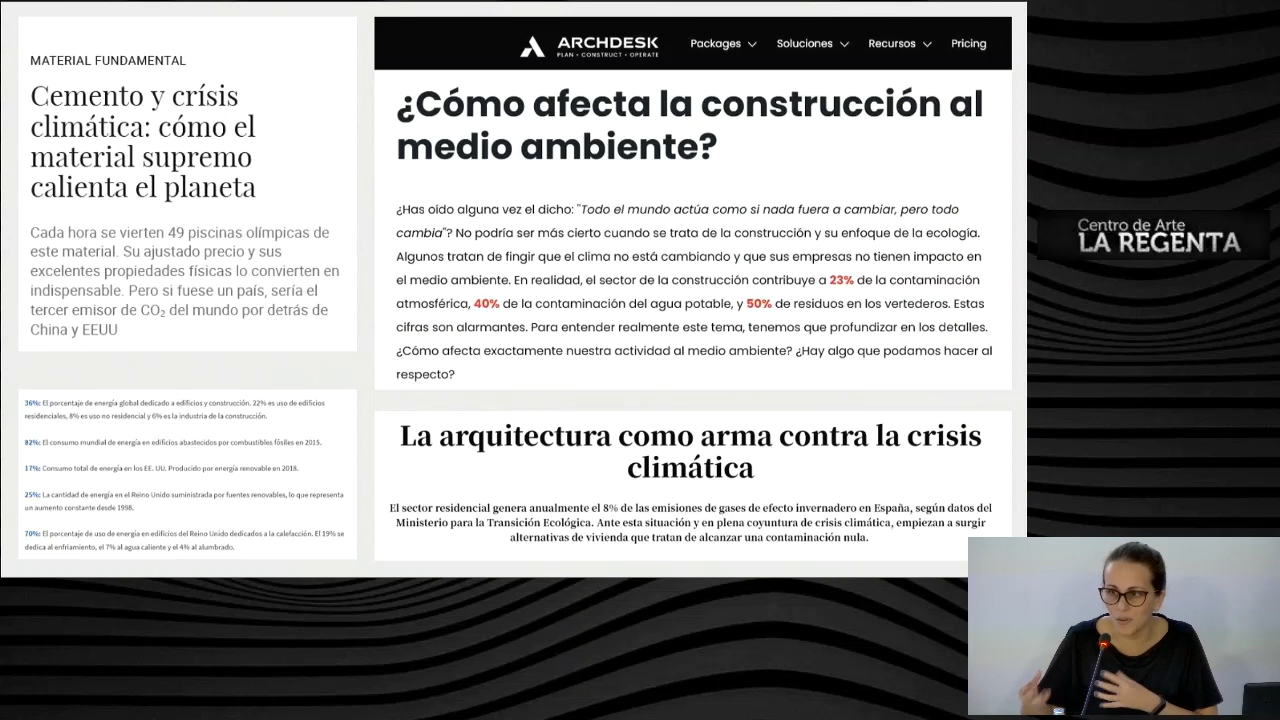 MATERIAL FUNDAMENTAL
Cemento y crísis
climática: cómo el
material supremo
calienta el planeta
Cada hora se vierten 49 piscinas olímpicas de
este material. Su ajustado precio y sus
excelentes propiedades físicas lo convierten en
indispensable. Pero si fuese un país, sería el
tercer emisor de CO₂ del mundo por detrás de
China y EEUU
36%: El porcentaje de energía global dedicado a edificios y construcción. 22% es uso de edificios
residenciales, 8% es uso no residencial y 6% es la industria de la construcción.
82%: El consumo mundial de energía en edificios abastecidos por combustibles fósiles en 2015.
17%: Consumo total de energía en los EE. UU. Producido por energía renovable en 2018.
25%: La cantidad de energía en el Reino Unido suministrada por fuentes renovables, lo que representa
un aumento constante desde 1998.
70%: El porcentaje de uso de energía en edificios del Reino Unido dedicados a la calefacción. El 19% se
dedica al enfriamiento, el 7% al agua caliente y el 4% al alumbrado.
ARCHDESK
PLAN • CONSTRUCT • OPERATE
Packages Soluciones Recursos Pricing
¿Cómo afecta la construcción al
medio ambiente?
¿Has oído alguna vez el dicho: "Todo el mundo actúa como si nada fuera a cambiar, pero todo
cambia"? No podría ser más cierto cuando se trata de la construcción y su enfoque de la ecología.
Algunos tratan de fingir que el clima no está cambiando y que sus empresas no tienen impacto en
el medio ambiente. En realidad, el sector de la construcción contribuye a 23% de la contaminación
atmosférica, 40% de la contaminación del agua potable, y 50% de residuos en los vertederos. Estas
cifras son alarmantes. Para entender realmente este tema, tenemos que profundizar en los detalles.
¿Cómo afecta exactamente nuestra actividad al medio ambiente? ¿Hay algo que podamos hacer al
respecto?
La arquitectura como arma contra la crisis
climática
El sector residencial genera anualmente el 8% de las emisiones de gases de efecto invernadero en España, según datos del
Ministerio para la Transición Ecológica. Ante esta situación y en plena coyuntura de crisis climática, empiezan a surgir
alternativas de vivienda que tratan de alcanzar una contaminación nula.
Centro de Arte
LA REGENTA